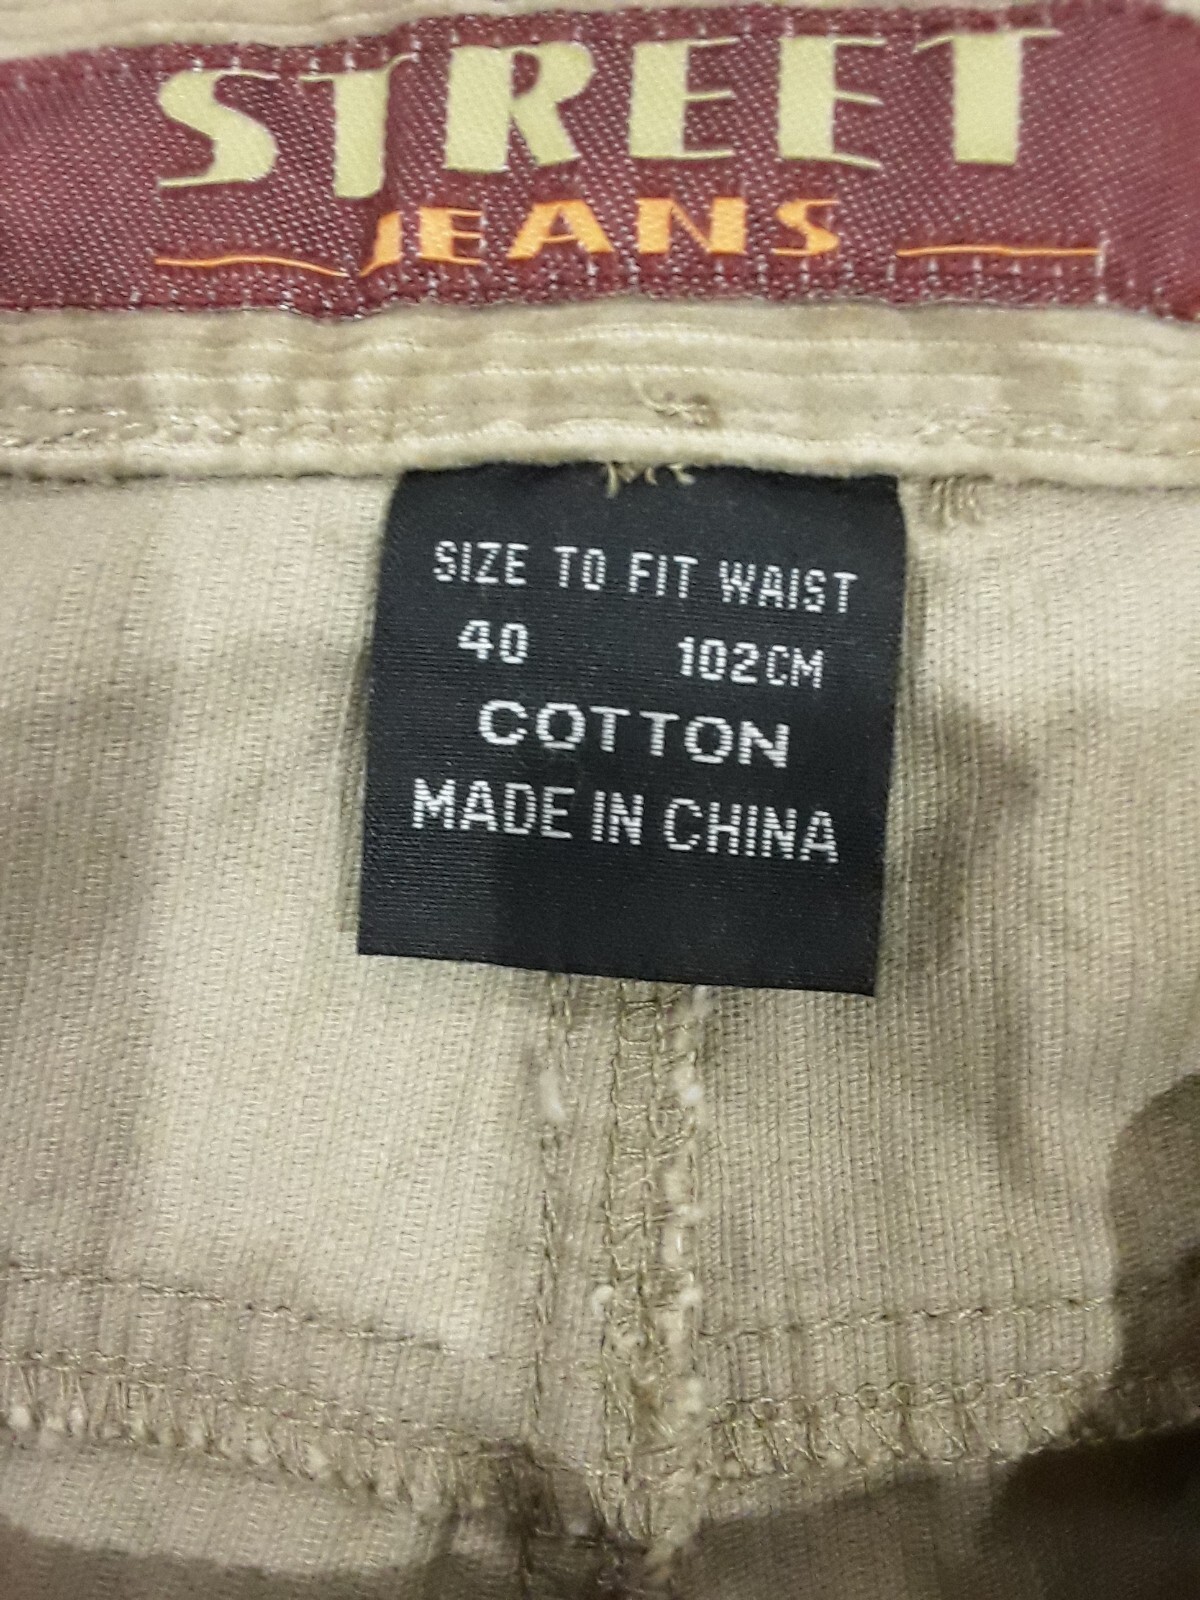 STREET
JEANS
SIZE TO FIT WAIST
40 102CM
COTTON
MADE IN CHINA